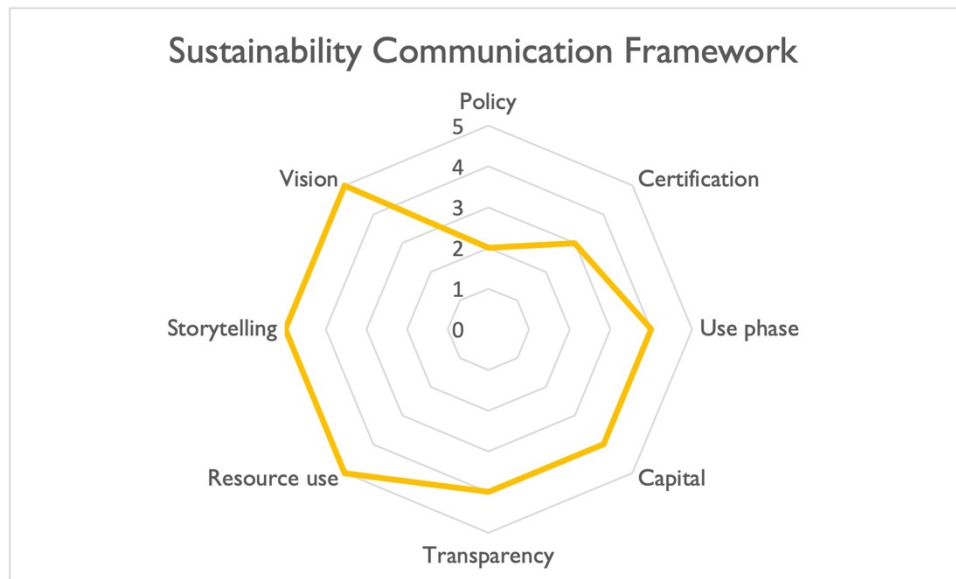 Sustainability Communication Framework
Policy
5
4
Vision
Certification
3
2
1
Storytelling
0
Use phase
Resource use
Capital
Transparency